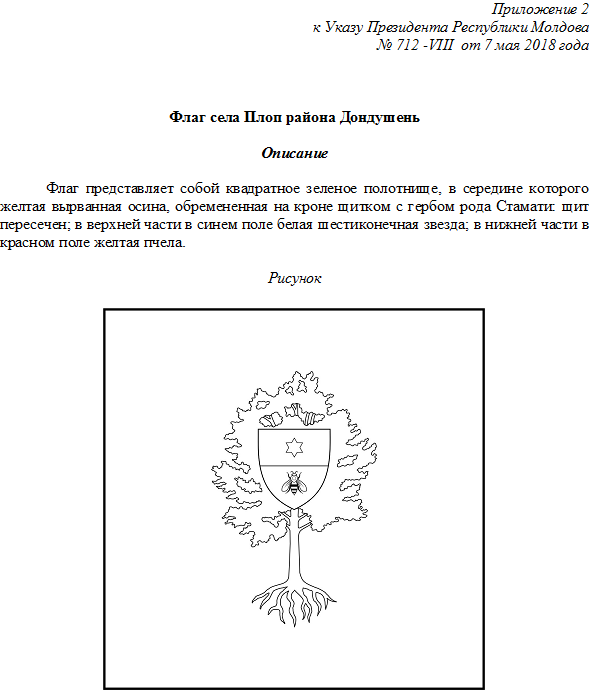 Приложение 2
к Указу Президента Республики Молдова
№ 712 -VIII от 7 мая 2018 года
Флаг села Плоп района Дондушень
Описание
Флаг представляет собой квадратное зеленое полотнище, в середине которого
желтая вырванная осина, обремененная на кроне щитком с гербом рода Стамати: щит
пересечен; в верхней части в синем поле белая шестиконечная звезда; в нижней части в
красном поле желтая пчела.
Рисунок